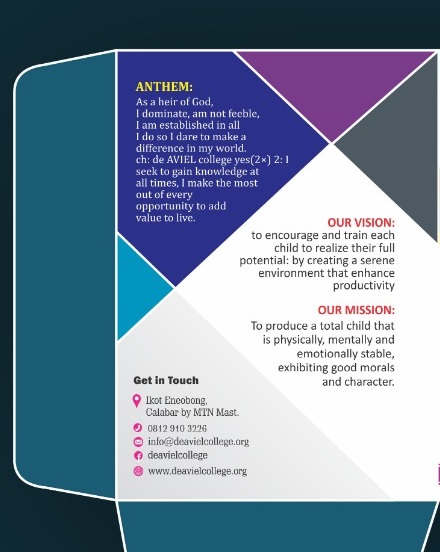 ANTHEM:
As a heir of God,
I dominate, am not feeble,
I am established in all
I do so I dare to make a
difference in my world.
ch: de AVIEL college yes(2×) 2: I
seek to gain knowledge at
all times, I make the most
out of every
opportunity to add
value to live.
OUR VISION:
to encourage and train each
child to realize their full
potential: by creating a serene
environment that enhance
productivity
OUR MISSION:
To produce a total child that
is physically, mentally and
emotionally stable,
exhibiting good morals
and character.
Get in Touch
Ikot Eneobong,
Calabar by MTN Mast.
0812 910 3226
info@deavielcollege.org
deavielcollege
www.deavielcollege.org